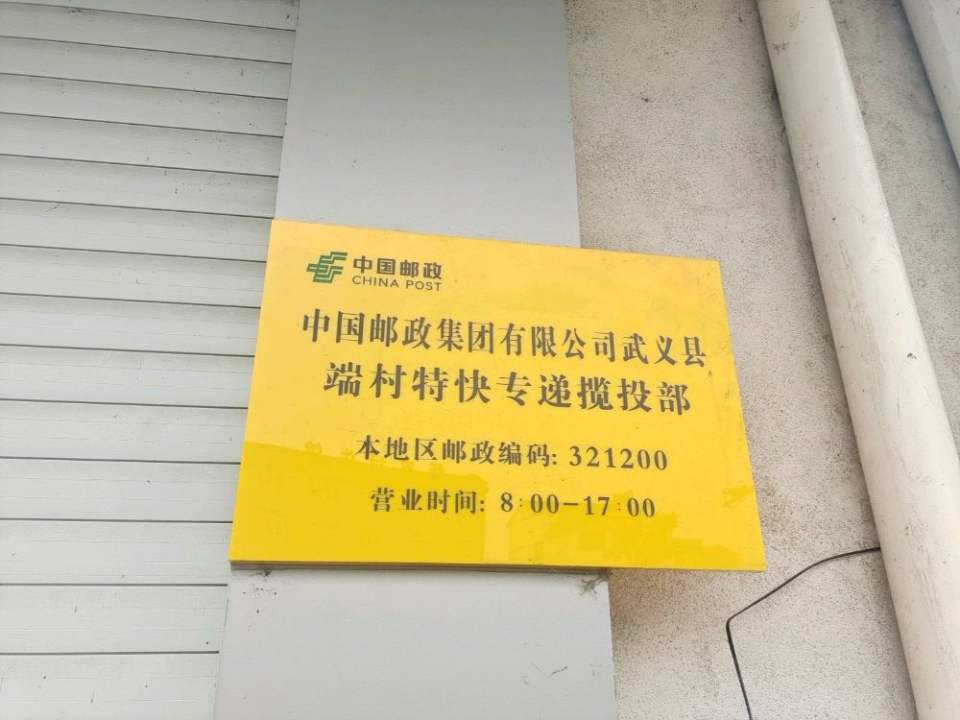 中国邮政
CHINA POST
中国邮政集团有限公司武义县
端村特快专递揽投部
本地区邮政编码: 321200
营业时间: 8:00-17:00